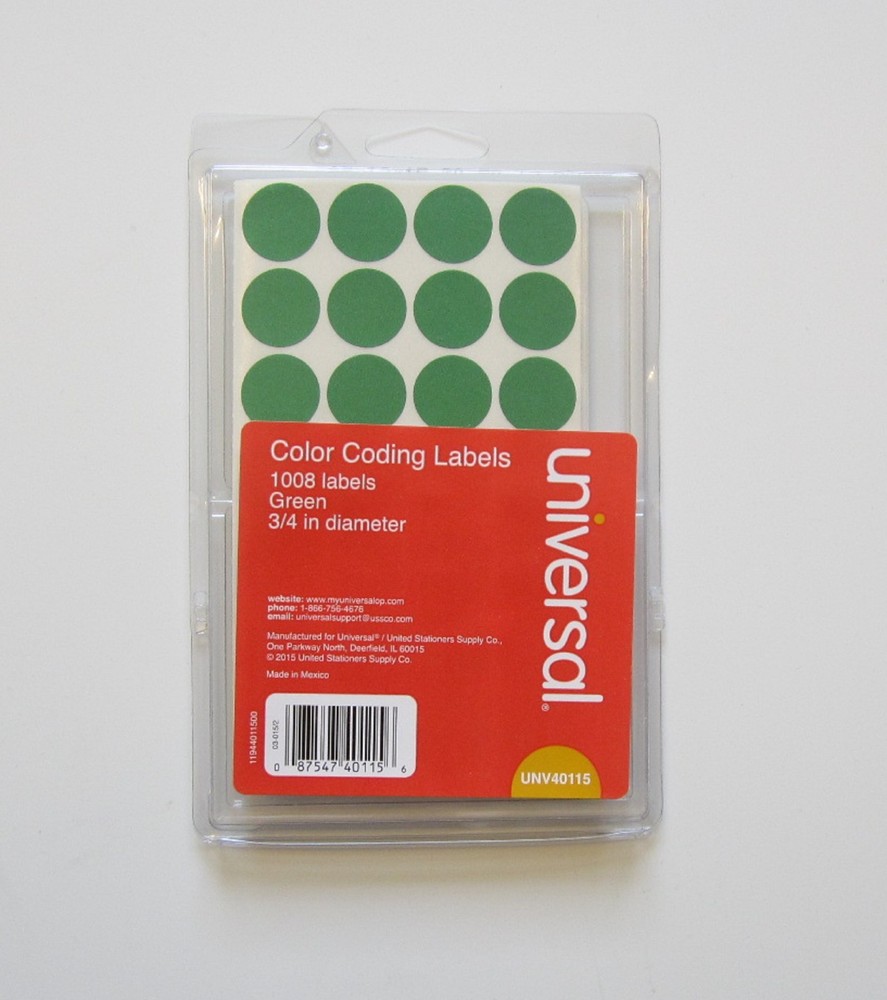 Color Coding Labels
1008 labels
Green
3/4 in diameter
universal®
website: www.myuniversalop.com
phone: 1-866-756-4676
email: universalsupport@ussco.com
Manufactured for Universal® / United Stationers Supply Co.,
One Parkway North, Deerfield, IL 60015
© 2015 United Stationers Supply Co.
Made in Mexico
11944011500
03-015/2
0 87547 40115 6
UNV40115